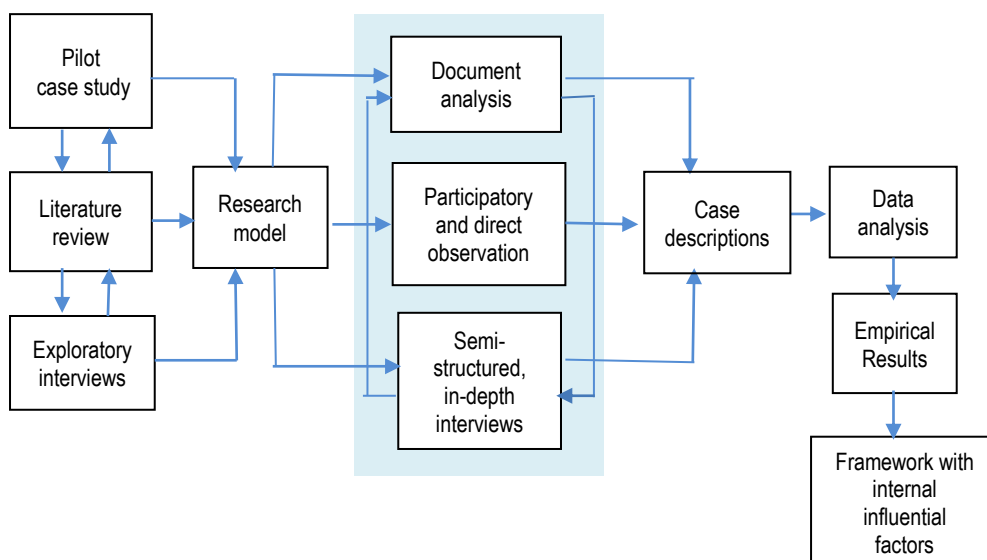 Pilot
case study
Literature
review
Exploratory
interviews
Research
model
Document
analysis
Participatory
and direct
observation
Semi-
structured,
in-depth
interviews
Case
descriptions
Data
analysis
Empirical
Results
Framework with
internal
influential
factors